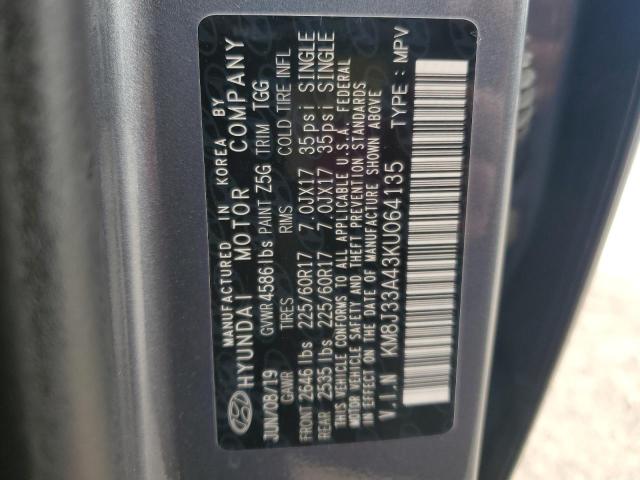 MANUFACTURED IN KOREA BY
HYUNDAI MOTOR COMPANY
JUN/08/19 GVWR 4586 lbs PAINT Z5G TRIM TGG
GAWR TIRES RIMS COLD TIRE INFL
FRONT 2646 lbs 225/60R17 7.0JX17 35psi SINGLE
REAR 2535 lbs 225/60R17 7.0JX17 35psi SINGLE
THIS VEHICLE CONFORMS TO ALL APPLICABLE U.S.A. FEDERAL
MOTOR VEHICLE SAFETY AND THEFT PREVENTION STANDARDS
IN EFFECT ON THE DATE OF MANUFACTURE SHOWN ABOVE
V.I.N KM8J33A43KU064135 TYPE : MPV